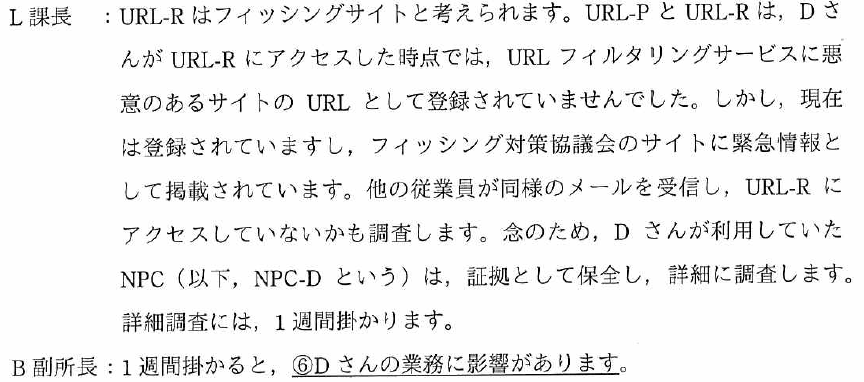 L 課長　：URL-R はフィッシングサイトと考えられます。URL-P と URL-R は，D さ
んが URL-R にアクセスした時点では，URL フィルタリングサービスに悪
意のあるサイトの URL として登録されていませんでした。しかし，現在
は登録されていますし，フィッシング対策協議会のサイトに緊急情報と
して掲載されています。他の従業員が同様のメールを受信し，URL-R に
アクセスしていないかも調査します。念のため，D さんが利用していた
NPC（以下，NPC-D という）は，証拠として保全し，詳細に調査します。
詳細調査には，1 週間掛かります。
B 副所長：1 週間掛かると，⑥D さんの業務に影響があります。